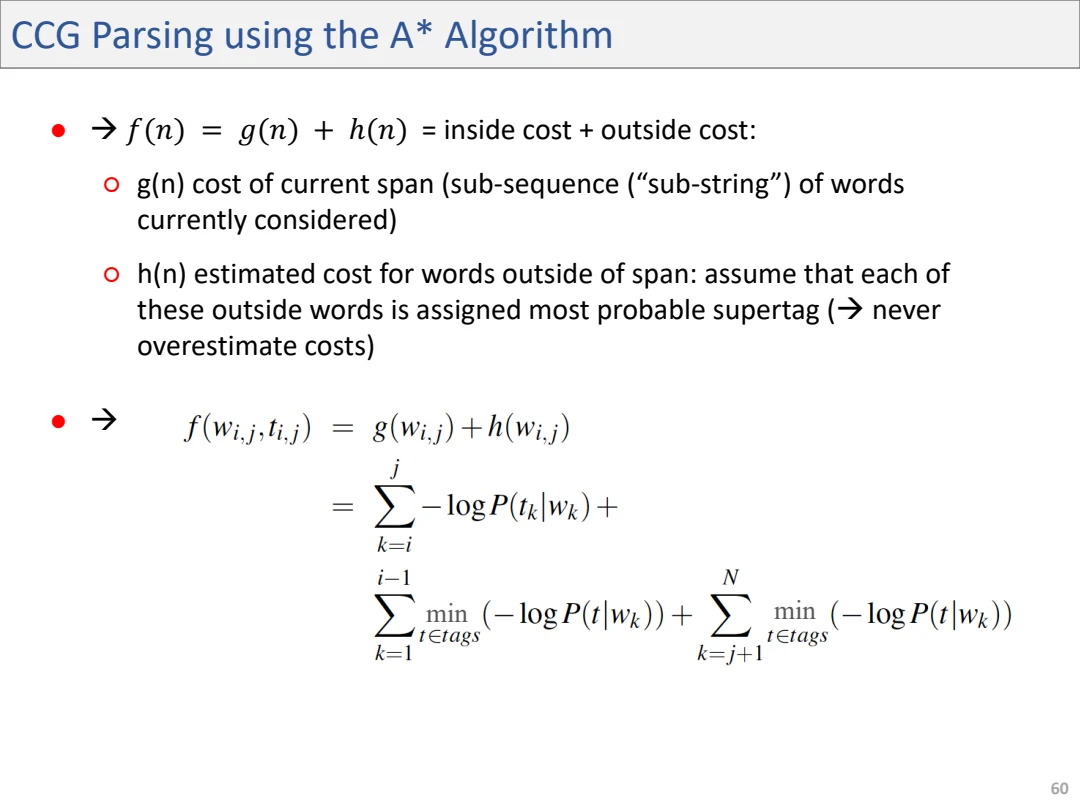 CCG Parsing using the A* Algorithm
● → f(n) = g(n) + h(n) = inside cost + outside cost:
○ g(n) cost of current span (sub-sequence (“sub-string”) of words
currently considered)
○ h(n) estimated cost for words outside of span: assume that each of
these outside words is assigned most probable supertag (→ never
overestimate costs)
● → f(w_{i,j}, t_{i,j}) = g(w_{i,j}) + h(w_{i,j})
= \sum_{k=i}^{j} −log P(t_k|w_k) +
\sum_{k=1}^{i−1} min_{t∈tags} (−log P(t|w_k)) + \sum_{k=j+1}^{N} min_{t∈tags} (−log P(t|w_k))
60